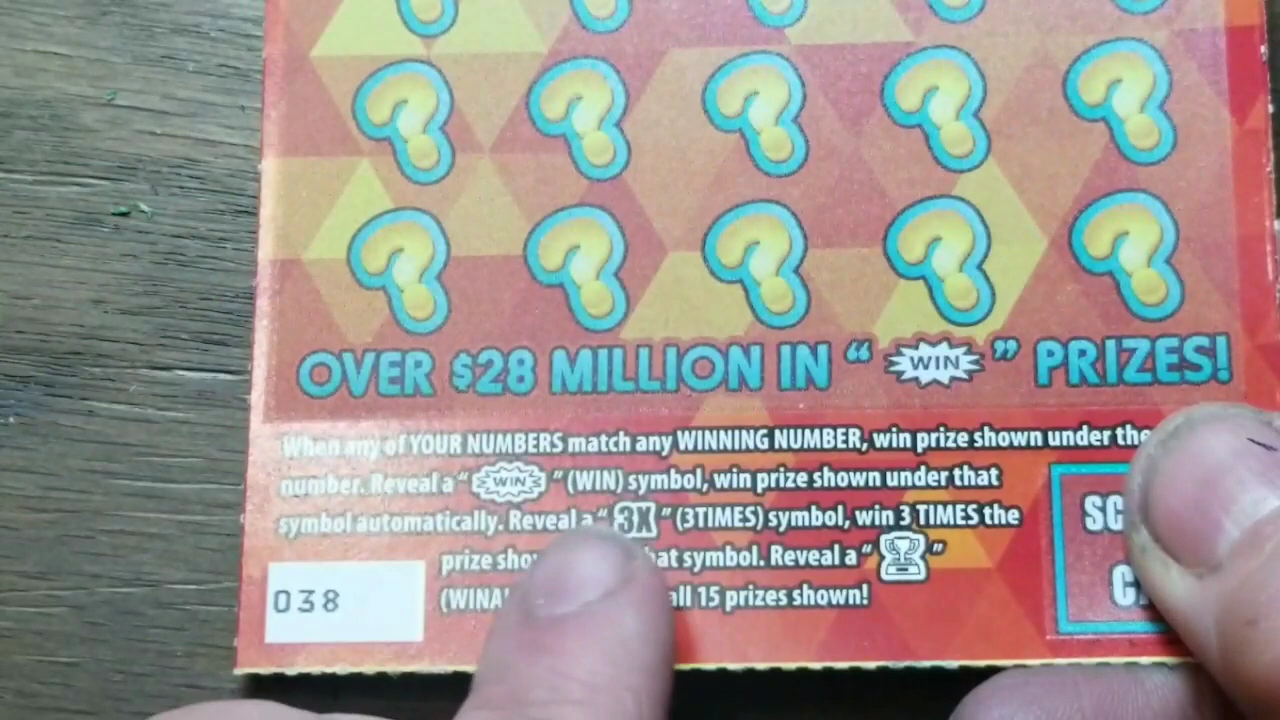 OVER $28 MILLION IN “ WIN ” PRIZES!
When any of YOUR NUMBERS match any WINNING NUMBER, win prize shown under the
number. Reveal a “ WIN ” (WIN) symbol, win prize shown under that
symbol automatically. Reveal a “ 3X ” (3TIMES) symbol, win 3 TIMES the
prize symbol. Reveal a “ ”
all 15 prizes shown!
038